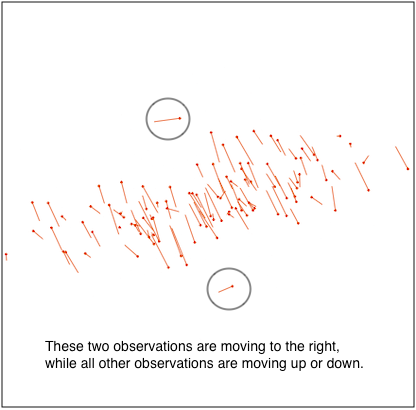 These two observations are moving to the right,
while all other observations are moving up or down.